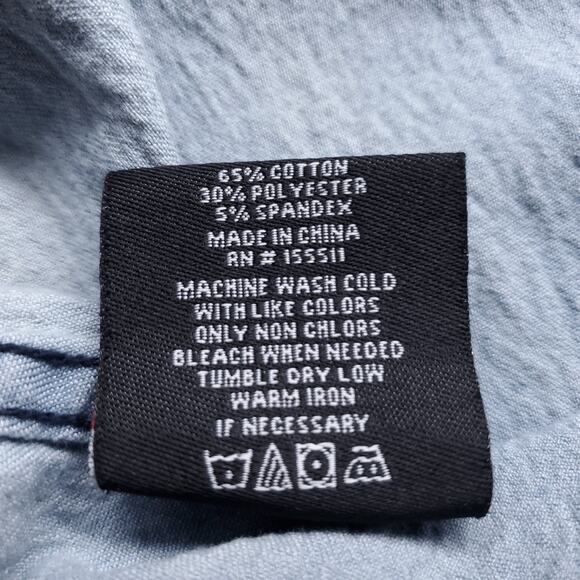 65% COTTON
30% POLYESTER
5% SPANDEX
MADE IN CHINA
RN # 155511
MACHINE WASH COLD
WITH LIKE COLORS
ONLY NON CHLORS
BLEACH WHEN NEEDED
TUMBLE DRY LOW
WARM IRON
IF NECESSARY